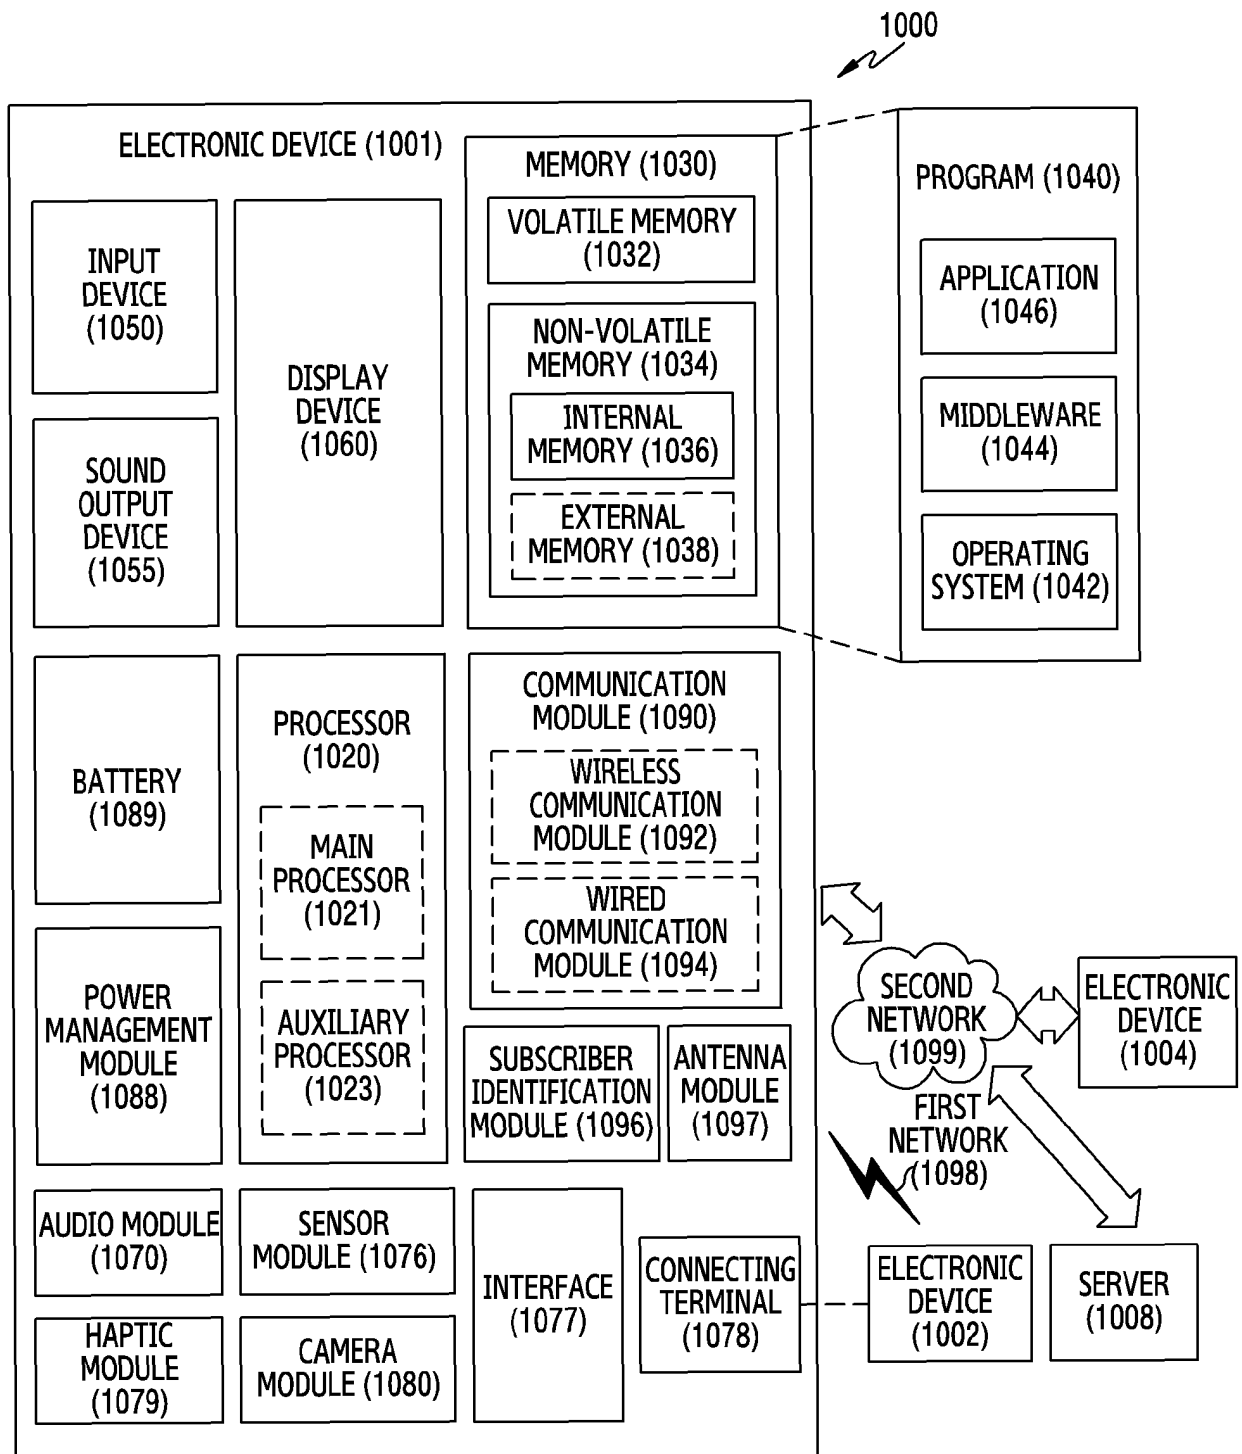 1000
ELECTRONIC DEVICE (1001)
INPUT
DEVICE
(1050)
SOUND
OUTPUT
DEVICE
(1055)
DISPLAY
DEVICE
(1060)
MEMORY (1030)
VOLATILE MEMORY
(1032)
NON-VOLATILE
MEMORY (1034)
INTERNAL
MEMORY (1036)
EXTERNAL
MEMORY (1038)
PROGRAM (1040)
APPLICATION
(1046)
MIDDLEWARE
(1044)
OPERATING
SYSTEM (1042)
BATTERY
(1089)
POWER
MANAGEMENT
MODULE
(1088)
PROCESSOR
(1020)
MAIN
PROCESSOR
(1021)
AUXILIARY
PROCESSOR
(1023)
COMMUNICATION
MODULE (1090)
WIRELESS
COMMUNICATION
MODULE (1092)
WIRED
COMMUNICATION
MODULE (1094)
SUBSCRIBER
IDENTIFICATION
MODULE (1096)
ANTENNA
MODULE
(1097)
SECOND
NETWORK
(1099)
ELECTRONIC
DEVICE
(1004)
FIRST
NETWORK
(1098)
AUDIO MODULE
(1070)
SENSOR
MODULE (1076)
HAPTIC
MODULE
(1079)
CAMERA
MODULE (1080)
INTERFACE
(1077)
CONNECTING
TERMINAL
(1078)
ELECTRONIC
DEVICE
(1002)
SERVER
(1008)